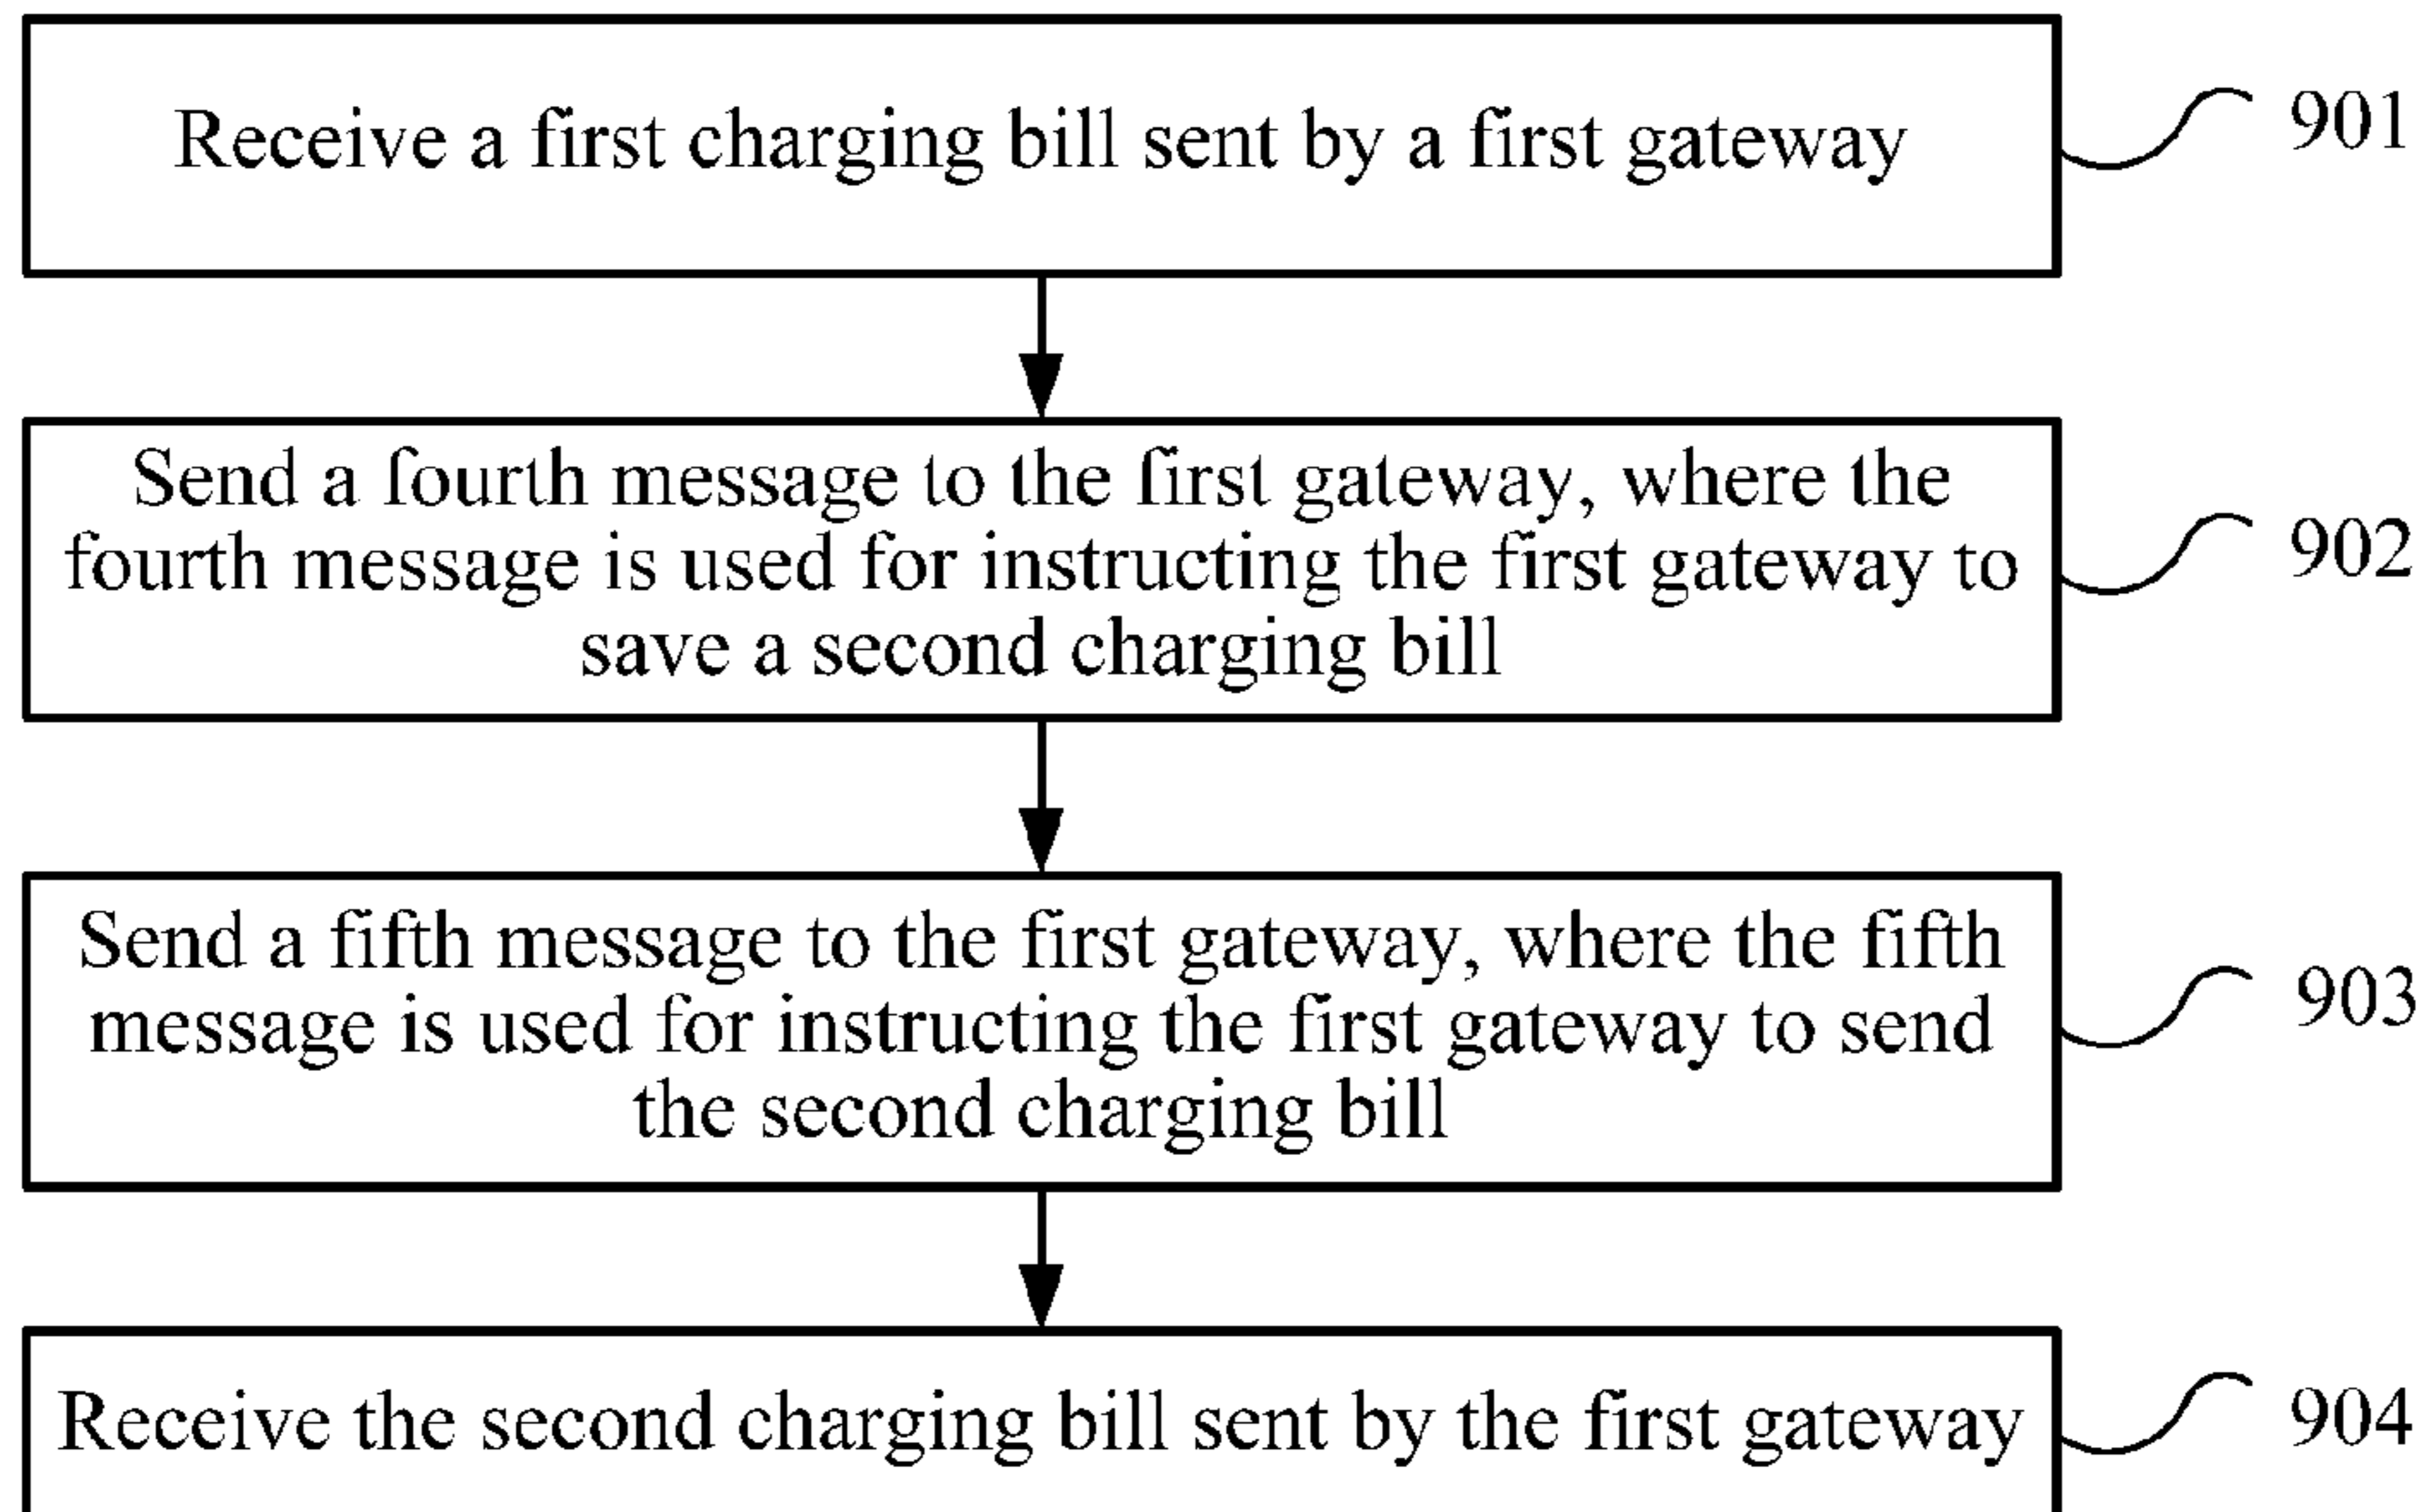 Receive a first charging bill sent by a first gateway
901
Send a fourth message to the first gateway, where the
fourth message is used for instructing the first gateway to
save a second charging bill
902
Send a fifth message to the first gateway, where the fifth
message is used for instructing the first gateway to send
the second charging bill
903
Receive the second charging bill sent by the first gateway
904